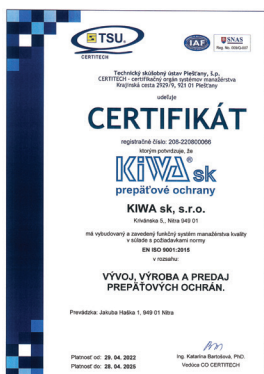 TSU.
CERTITECH
IAF
SNAS
Technický skúšobný ústav Piešťany, š.p.
CERTITECH - certifikačný orgán systémov manažérstva
Krajinská cesta 2929/9, 921 01 Piešťany
udeľuje
CERTIFIKÁT
registračné číslo: 206-220800066
ktorým potvrdzuje, že
KIWA® sk
prepäťové ochrany
KIWA sk, s.r.o.
Krivánska 5,, Nitra 949 01
má vybudovaný a zavedený funkčný systém manažérstva kvality
v súlade s požiadavkami normy
EN ISO 9001:2015
v rozsahu:
VÝVOJ, VÝROBA A PREDAJ
PREPÄŤOVÝCH OCHRÁN.
Prevádzka: Jakuba Haška 1, 949 01 Nitra
Platnosť od: 29. 04. 2022
Platnosť do: 28. 04. 2025
Ing. Katarína Bartošová, PhD.
Vedúca CO CERTITECH